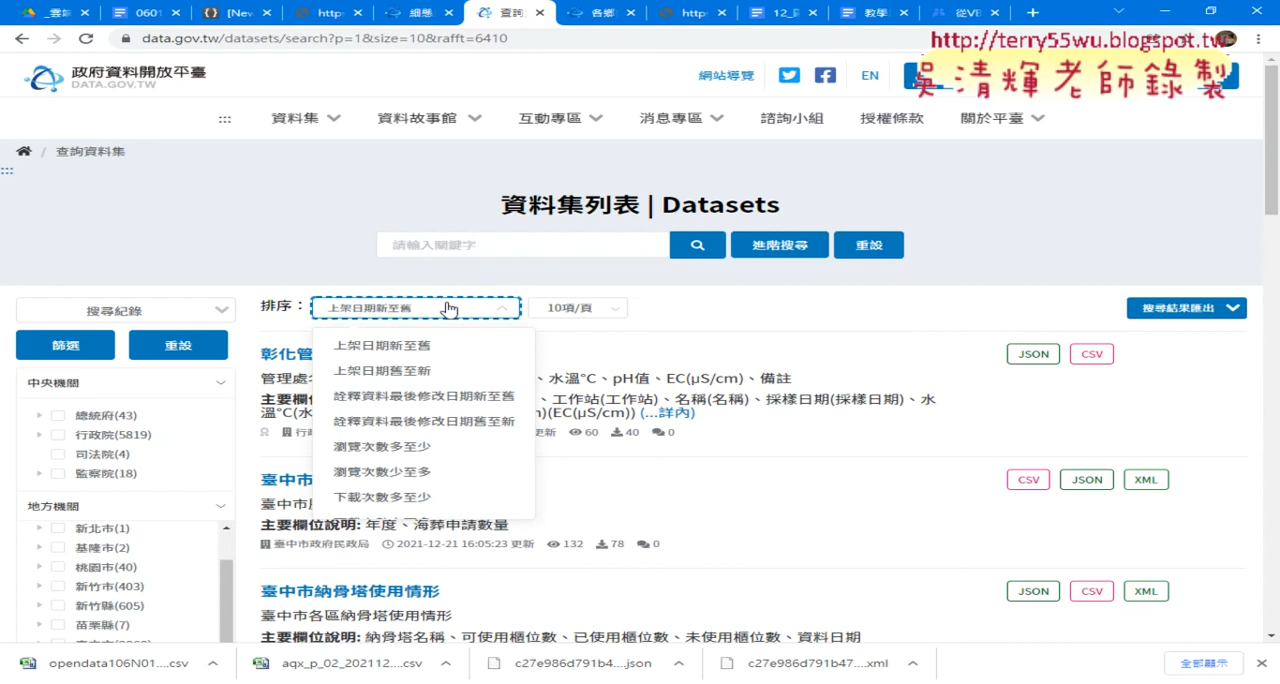 雲端
0601
[Nev
http
細懸
查詢
各鄉
http
12_
教學
從VE
data.gov.tw/datasets/search?p=1&size=10&rafft=6410
http://terry55wu.blogspot.tw
吳清輝老師錄製
政府資料開放平臺
DATA.GOV.TW
網站導覽
EN
資料集
資料故事館
互動專區
消息專區
諮詢小組
授權條款
關於平臺
查詢資料集
資料集列表 | Datasets
請輸入關鍵字
進階搜尋
重設
搜尋紀錄
排序：
上架日期新至舊
10項/頁
搜尋結果匯出
篩選
重設
上架日期新至舊
上架日期舊至新
詮釋資料最後修改日期新至舊
詮釋資料最後修改日期舊至新
瀏覽次數多至少
瀏覽次數少至多
下載次數多至少
中央機關
總統府(43)
行政院(5819)
司法院(4)
監察院(18)
地方機關
新北市(1)
基隆市(2)
桃園市(40)
新竹市(403)
新竹縣(605)
苗栗縣(7)
彰化管
JSON
CSV
管理處
、水溫°C、pH值、EC(μS/cm)、備註
主要欄
、工作站(工作站)、名稱(名稱)、採樣日期(採樣日期)、水
溫°C(水
)(EC(μS/cm) (...詳內)
行政
更新
60
40
0
臺中市
CSV
JSON
XML
臺中市
主要欄位說明: 年度、海葬申請數量
臺中市政府民政局
2021-12-21 16:05:23 更新
132
78
0
臺中市納骨塔使用情形
JSON
CSV
XML
臺中市各區納骨塔使用情形
主要欄位說明: 納骨塔名稱、可使用櫃位數、已使用櫃位數、未使用櫃位數、資料日期
opendata106N01....csv
aqx_p_02_202112....csv
c27e986d791b4....json
c27e986d791b47....xml
全部顯示